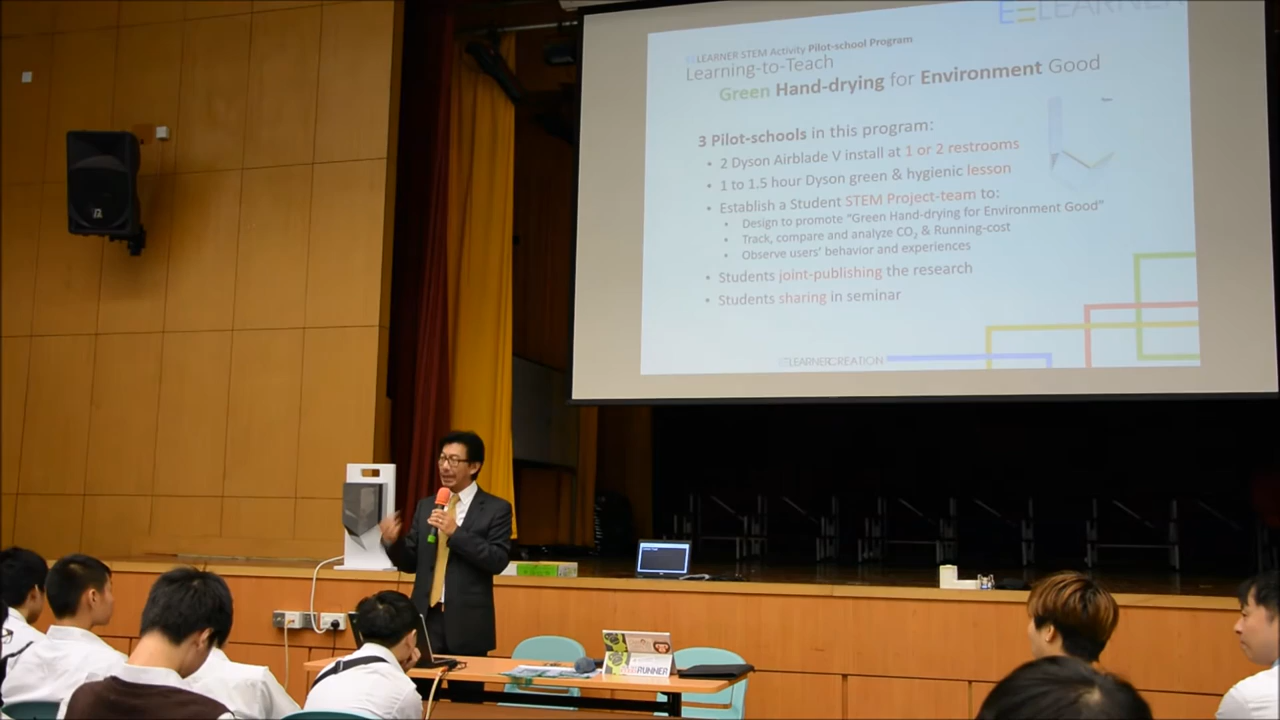 E-LEARNER
E-LEARNER STEM Activity Pilot-school Program
Learning-to-Teach
Green Hand-drying for Environment Good
3 Pilot-schools in this program:
• 2 Dyson Airblade V install at 1 or 2 restrooms
• 1 to 1.5 hour Dyson green & hygienic lesson
• Establish a Student STEM Project-team to:
• Design to promote "Green Hand-drying for Environment Good"
• Track, compare and analyze CO₂ & Running-cost
• Observe users' behavior and experiences
• Students joint-publishing the research
• Students sharing in seminar
LEARNERCREATION
RUNNER